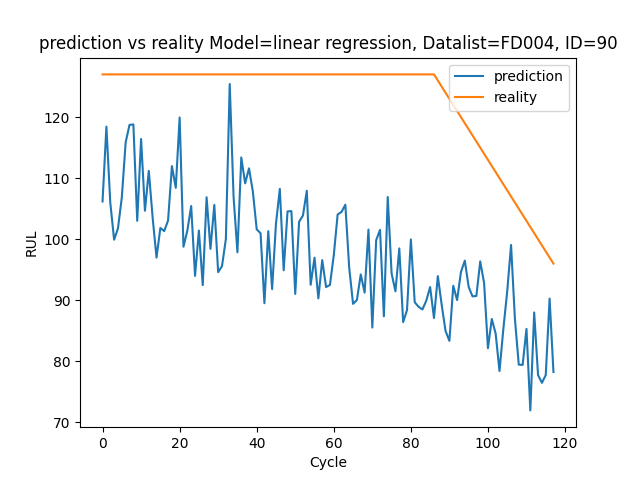 prediction vs reality Model=linear regression, Datalist=FD004, ID=90
prediction
reality
120
110
100
90
80
70
RUL
0 20 40 60 80 100 120
Cycle